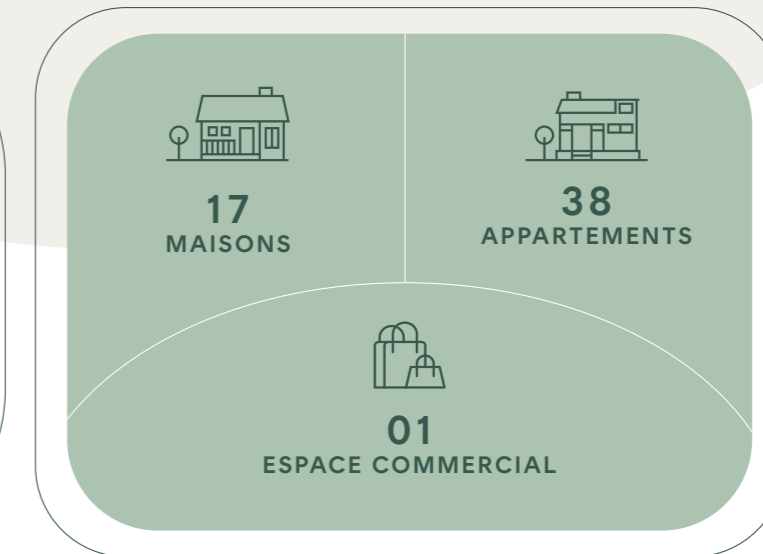 17
MAISONS
38
APPARTEMENTS
01
ESPACE COMMERCIAL